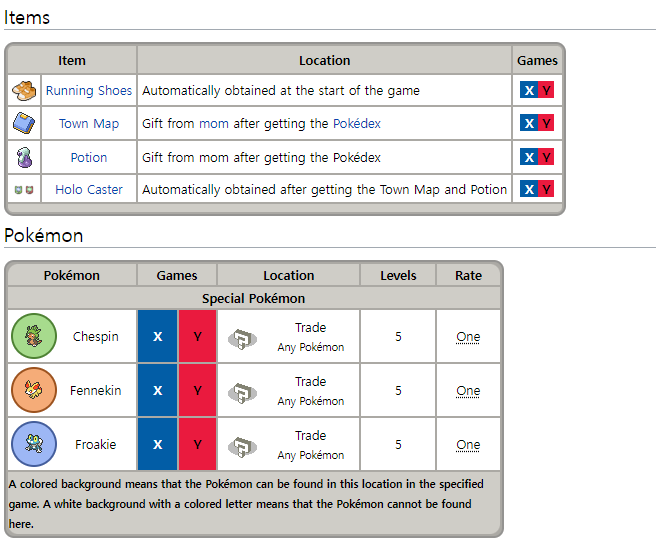 Items
Item Location Games
Running Shoes Automatically obtained at the start of the game X Y
Town Map Gift from mom after getting the Pokédex X Y
Potion Gift from mom after getting the Pokédex X Y
Holo Caster Automatically obtained after getting the Town Map and Potion X Y
Pokémon
Pokémon Games Location Levels Rate
Special Pokémon
Chespin X Y Trade Any Pokémon 5 One
Fennekin X Y Trade Any Pokémon 5 One
Froakie X Y Trade Any Pokémon 5 One
A colored background means that the Pokémon can be found in this location in the specified
game. A white background with a colored letter means that the Pokémon cannot be found
here.